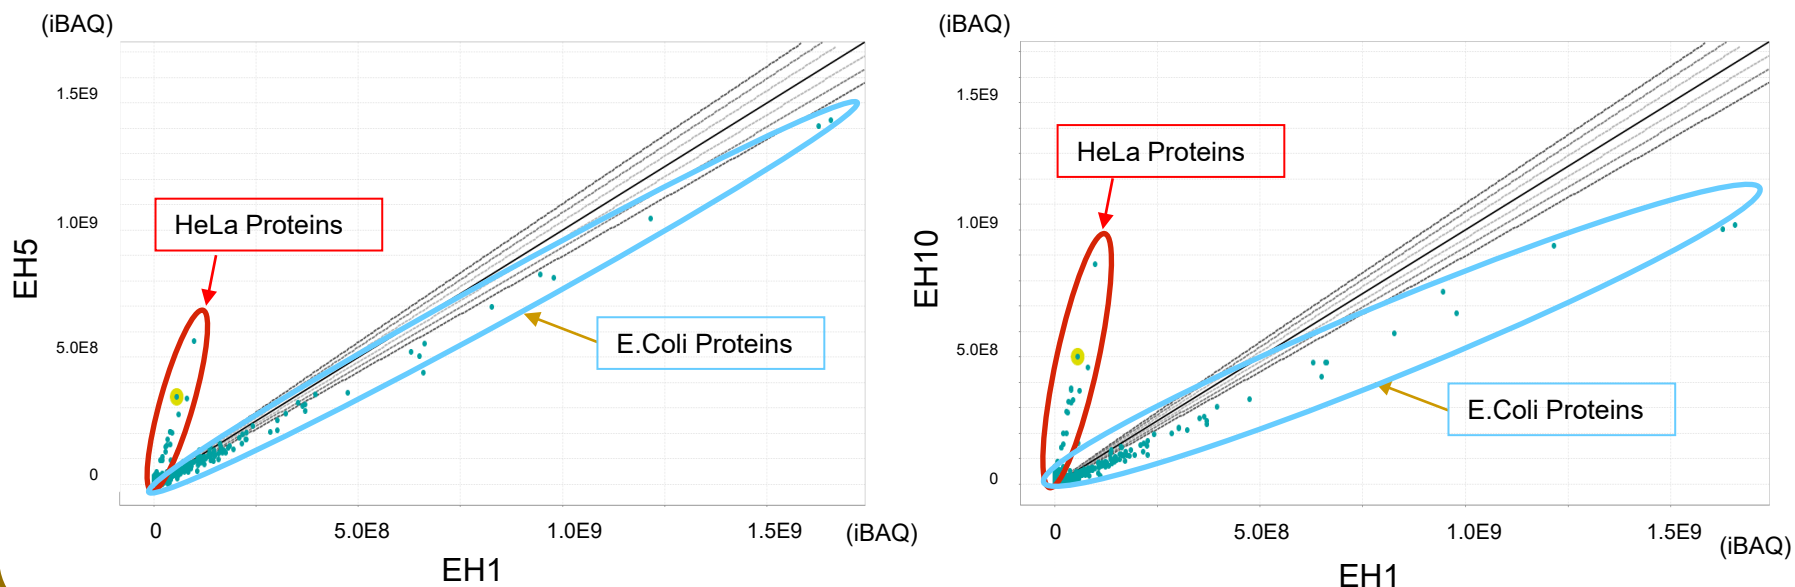 (iBAQ)
1.5E9
1.0E9
5.0E8
0
EH5
HeLa Proteins
E.Coli Proteins
0
5.0E8
1.0E9
1.5E9
(iBAQ)
EH1
(iBAQ)
1.5E9
1.0E9
5.0E8
0
EH10
HeLa Proteins
E.Coli Proteins
0
5.0E8
1.0E9
1.5E9
(iBAQ)
EH1